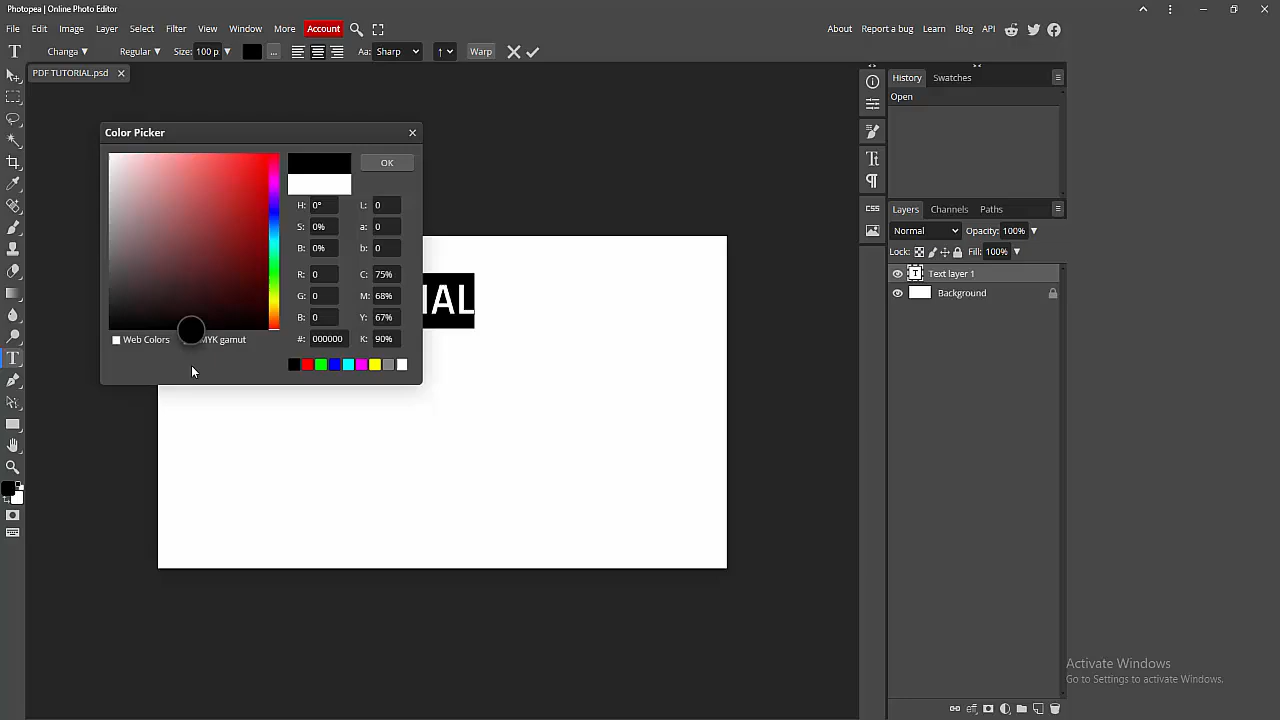 Photopea | Online Photo Editor
File Edit Image Layer Select Filter View Window More Account About Report a bug Learn Blog API
T Change Regular Size: 100 p ... Aa: Sharp Warp
PDF TUTORIAL.psd
History Swatches
Open
Color Picker
OK
H: 0° L: 0
S: 0% a: 0
B: 0% b: 0
R: 0 C: 75%
G: 0 M: 68%
B: 0 Y: 67%
#: 000000 K: 90%
Web Colors MYK gamut
IAL
Tt
CSS
Layers Channels Paths
Normal Opacity: 100%
Lock: Fill: 100%
T Text layer 1
Background
T
Activate Windows
Go to Settings to activate Windows.